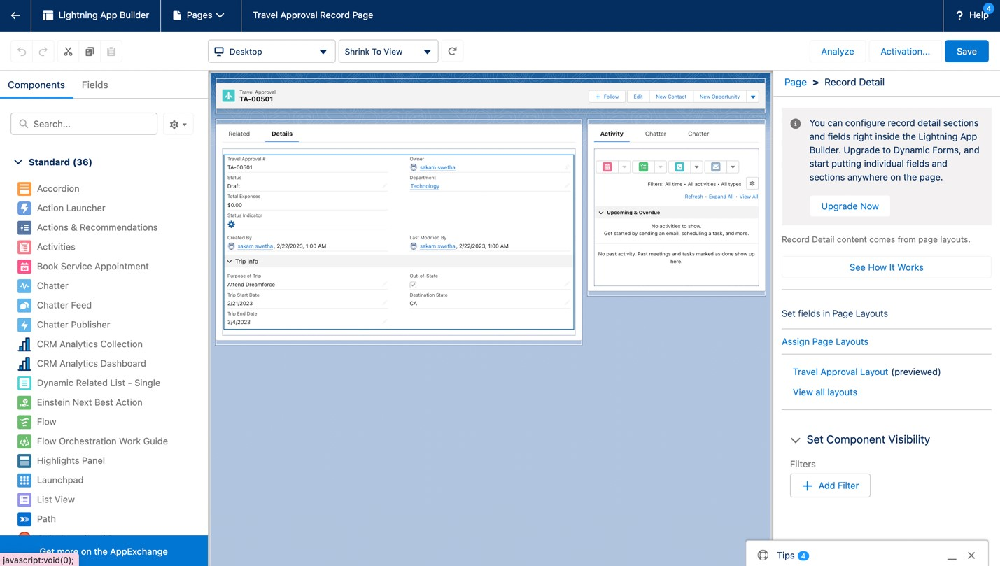 Lightning App Builder
Pages
Travel Approval Record Page
? Help
4
Desktop
Shrink To View
Analyze
Activation...
Save
Components
Fields
Search...
Standard (36)
Accordion
Action Launcher
Actions & Recommendations
Activities
Book Service Appointment
Chatter
Chatter Feed
Chatter Publisher
CRM Analytics Collection
CRM Analytics Dashboard
Dynamic Related List - Single
Einstein Next Best Action
Flow
Flow Orchestration Work Guide
Highlights Panel
Launchpad
List View
Path
Get more on the AppExchange
javascript:void(0);
Travel Approval
TA-00501
+ Follow
Edit
New Contact
New Opportunity
Related
Details
Travel Approval #
TA-00501
Owner
sakam swetha
Status
Draft
Department
Technology
Total Expenses
$0.00
Status Indicator
Created By
sakam swetha, 2/22/2023, 1:00 AM
Last Modified By
sakam swetha, 2/22/2023, 1:00 AM
Trip Info
Purpose of Trip
Attend Dreamforce
Out-of-State
Trip Start Date
2/21/2023
Destination State
CA
Trip End Date
3/4/2023
Activity
Chatter
Chatter
Filters: All time • All activities • All types
Refresh • Expand All • View All
Upcoming & Overdue
No activities to show.
Get started by sending an email, scheduling a task, and more.
No past activity. Past meetings and tasks marked as done show up
here.
Page > Record Detail
You can configure record detail sections
and fields right inside the Lightning App
Builder. Upgrade to Dynamic Forms, and
start putting individual fields and
sections anywhere on the page.
Upgrade Now
Record Detail content comes from page layouts.
See How It Works
Set fields in Page Layouts
Assign Page Layouts
Travel Approval Layout (previewed)
View all layouts
Set Component Visibility
Filters
+ Add Filter
Tips 4